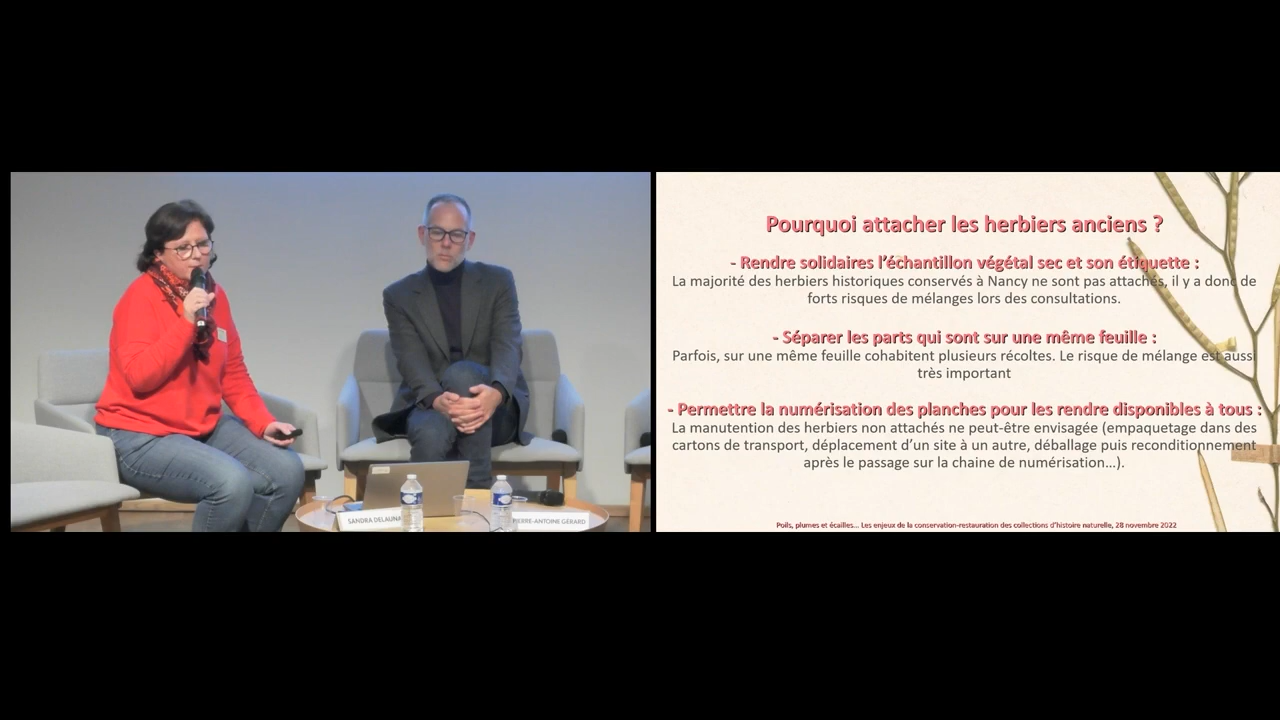 Pourquoi attacher les herbiers anciens ?
- Rendre solidaires l'échantillon végétal sec et son étiquette :
La majorité des herbiers historiques conservés à Nancy ne sont pas attachés, il y a donc de
forts risques de mélanges lors des consultations.
- Séparer les parts qui sont sur une même feuille :
Parfois, sur une même feuille cohabitent plusieurs récoltes. Le risque de mélange est aussi
très important
- Permettre la numérisation des planches pour les rendre disponibles à tous :
La manutention des herbiers non attachés ne peut-être envisagée (empaquetage dans des
cartons de transport, déplacement d'un site à un autre, déballage puis reconditionnement
après le passage sur la chaine de numérisation...).
Poils, plumes et écailles... Les enjeux de la conservation-restauration des collections d'histoire naturelle, 28 novembre 2022
SANDRA DELAUNA
PIERRE-ANTOINE GÉRARD